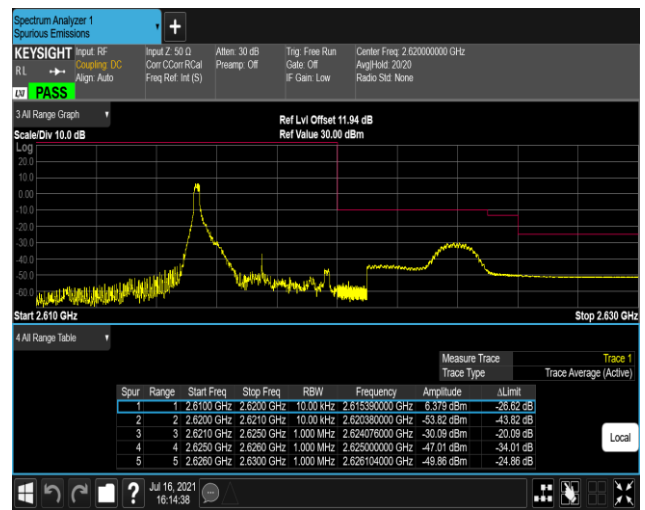 Spectrum Analyzer 1
Spurious Emissions
+
KEYSIGHT Input: RF Input Z: 50 Ω Atten: 30 dB Trig: Free Run Center Freq: 2.620000000 GHz
RL Coupling: DC Corr CCorr RCal Preamp: Off Gate: Off Avg|Hold: 20/20
Align: Auto Freq Ref: Int (S) IF Gain: Low Radio Std: None
LXI PASS
3 All Range Graph
Ref Lvl Offset 11.94 dB
Scale/Div 10.0 dB Ref Value 30.00 dBm
Log
20.0
10.0
0.00
-10.0
-20.0
-30.0
-40.0
-50.0
-60.0
Start 2.610 GHz Stop 2.630 GHz
4 All Range Table
Measure Trace Trace 1
Trace Type Trace Average (Active)
Spur Range Start Freq Stop Freq RBW Frequency Amplitude ΔLimit
1 1 2.6100 GHz 2.6200 GHz 10.00 kHz 2.615390000 GHz 6.379 dBm -26.62 dB
2 2 2.6200 GHz 2.6210 GHz 10.00 kHz 2.620380000 GHz -53.82 dBm -43.82 dB
3 3 2.6210 GHz 2.6250 GHz 1.000 MHz 2.624076000 GHz -30.09 dBm -20.09 dB
4 4 2.6250 GHz 2.6260 GHz 1.000 MHz 2.625000000 GHz -47.01 dBm -34.01 dB
5 5 2.6260 GHz 2.6300 GHz 1.000 MHz 2.626104000 GHz -49.86 dBm -24.86 dB
Local
? Jul 16, 2021
16:14:38